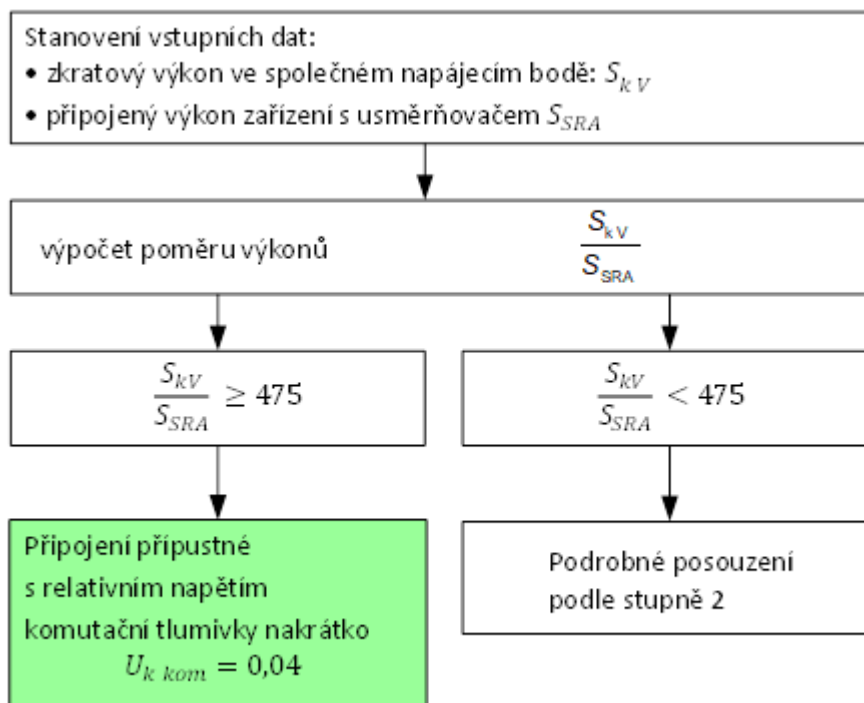 Stanovení vstupních dat:
• zkratový výkon ve společném napájecím bodě: S_{k V}
• připojený výkon zařízení s usměrňovačem S_{SRA}
výpočet poměru výkonů S_{k V} / S_{SRA}
S_{kV} / S_{SRA} ≥ 475
S_{kV} / S_{SRA} < 475
Připojení přípustné
s relativním napětím
komutační tlumivky nakrátko
U_{k kom} = 0,04
Podrobné posouzení
podle stupně 2